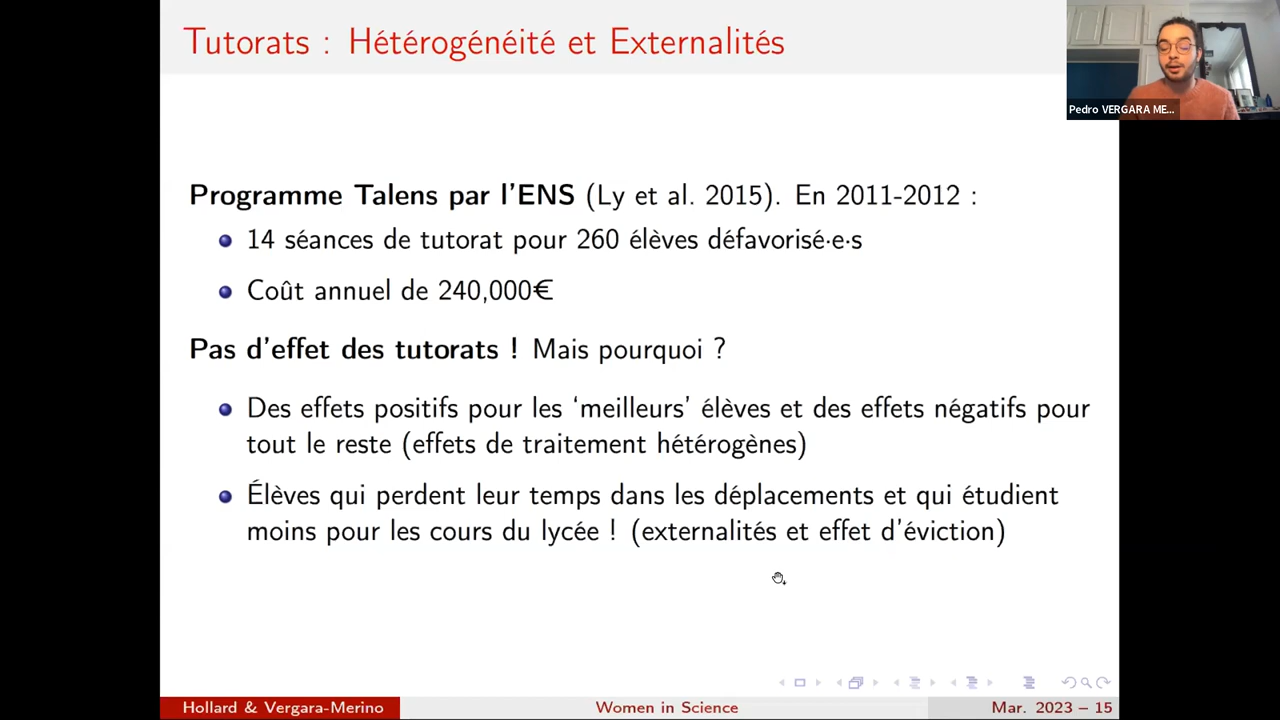 Tutorats : Hétérogénéité et Externalités
Pedro VERGARA ME...
Programme Talens par l'ENS (Ly et al. 2015). En 2011-2012 :
14 séances de tutorat pour 260 élèves défavorisé·e·s
Coût annuel de 240,000€
Pas d'effet des tutorats ! Mais pourquoi ?
Des effets positifs pour les ‘meilleurs’ élèves et des effets négatifs pour
tout le reste (effets de traitement hétérogènes)
Élèves qui perdent leur temps dans les déplacements et qui étudient
moins pour les cours du lycée ! (externalités et effet d'éviction)
Hollard & Vergara-Merino
Women in Science
Mar. 2023 – 15